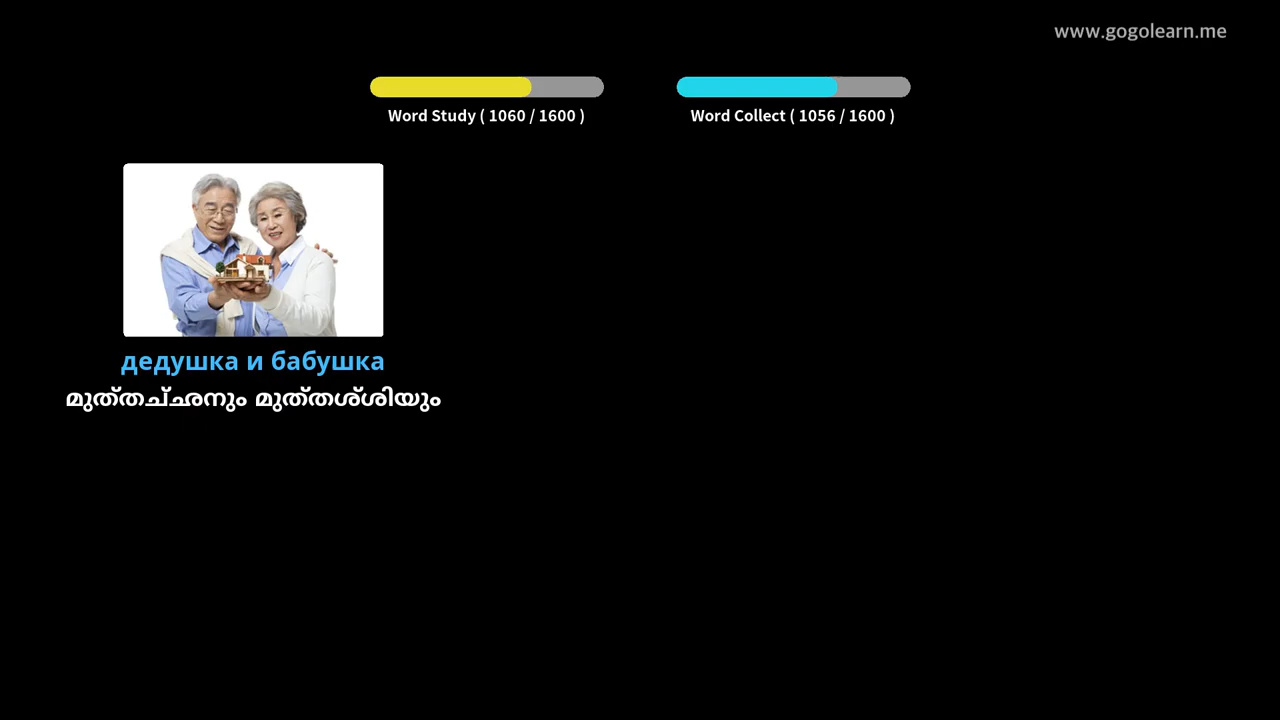 www.gogolearn.me
Word Study ( 1060 / 1600 )
Word Collect ( 1056 / 1600 )
дедушка и бабушка
മുത്തച്ഛനും മുത്തശ്ശിയും